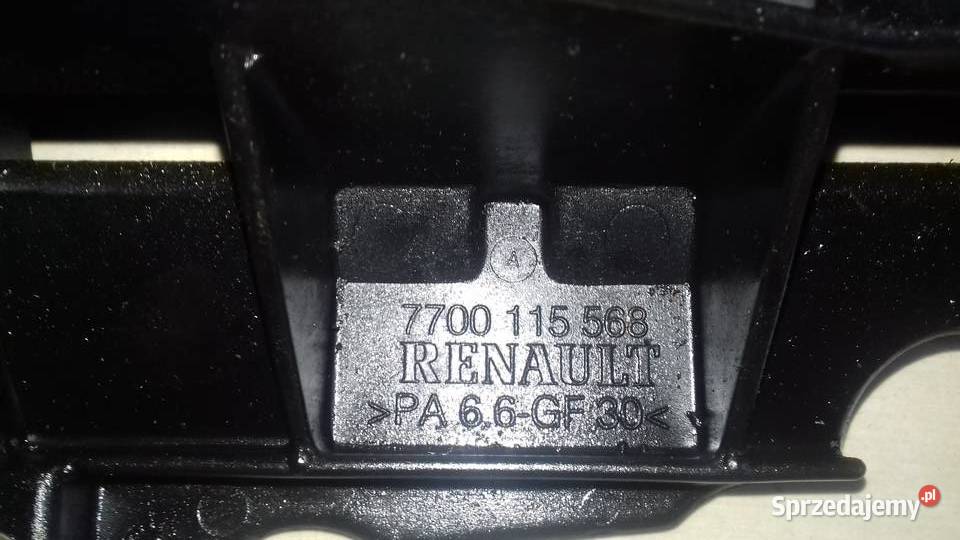 A
7700 115 568
RENAULT
>PA 6.6-GF 30<
Sprzedajemy.pl